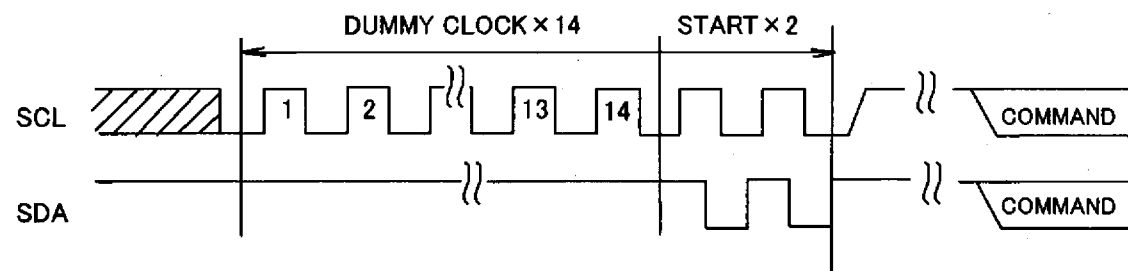 DUMMY CLOCK×14 START×2
SCL 1 2 13 14 COMMAND
SDA COMMAND